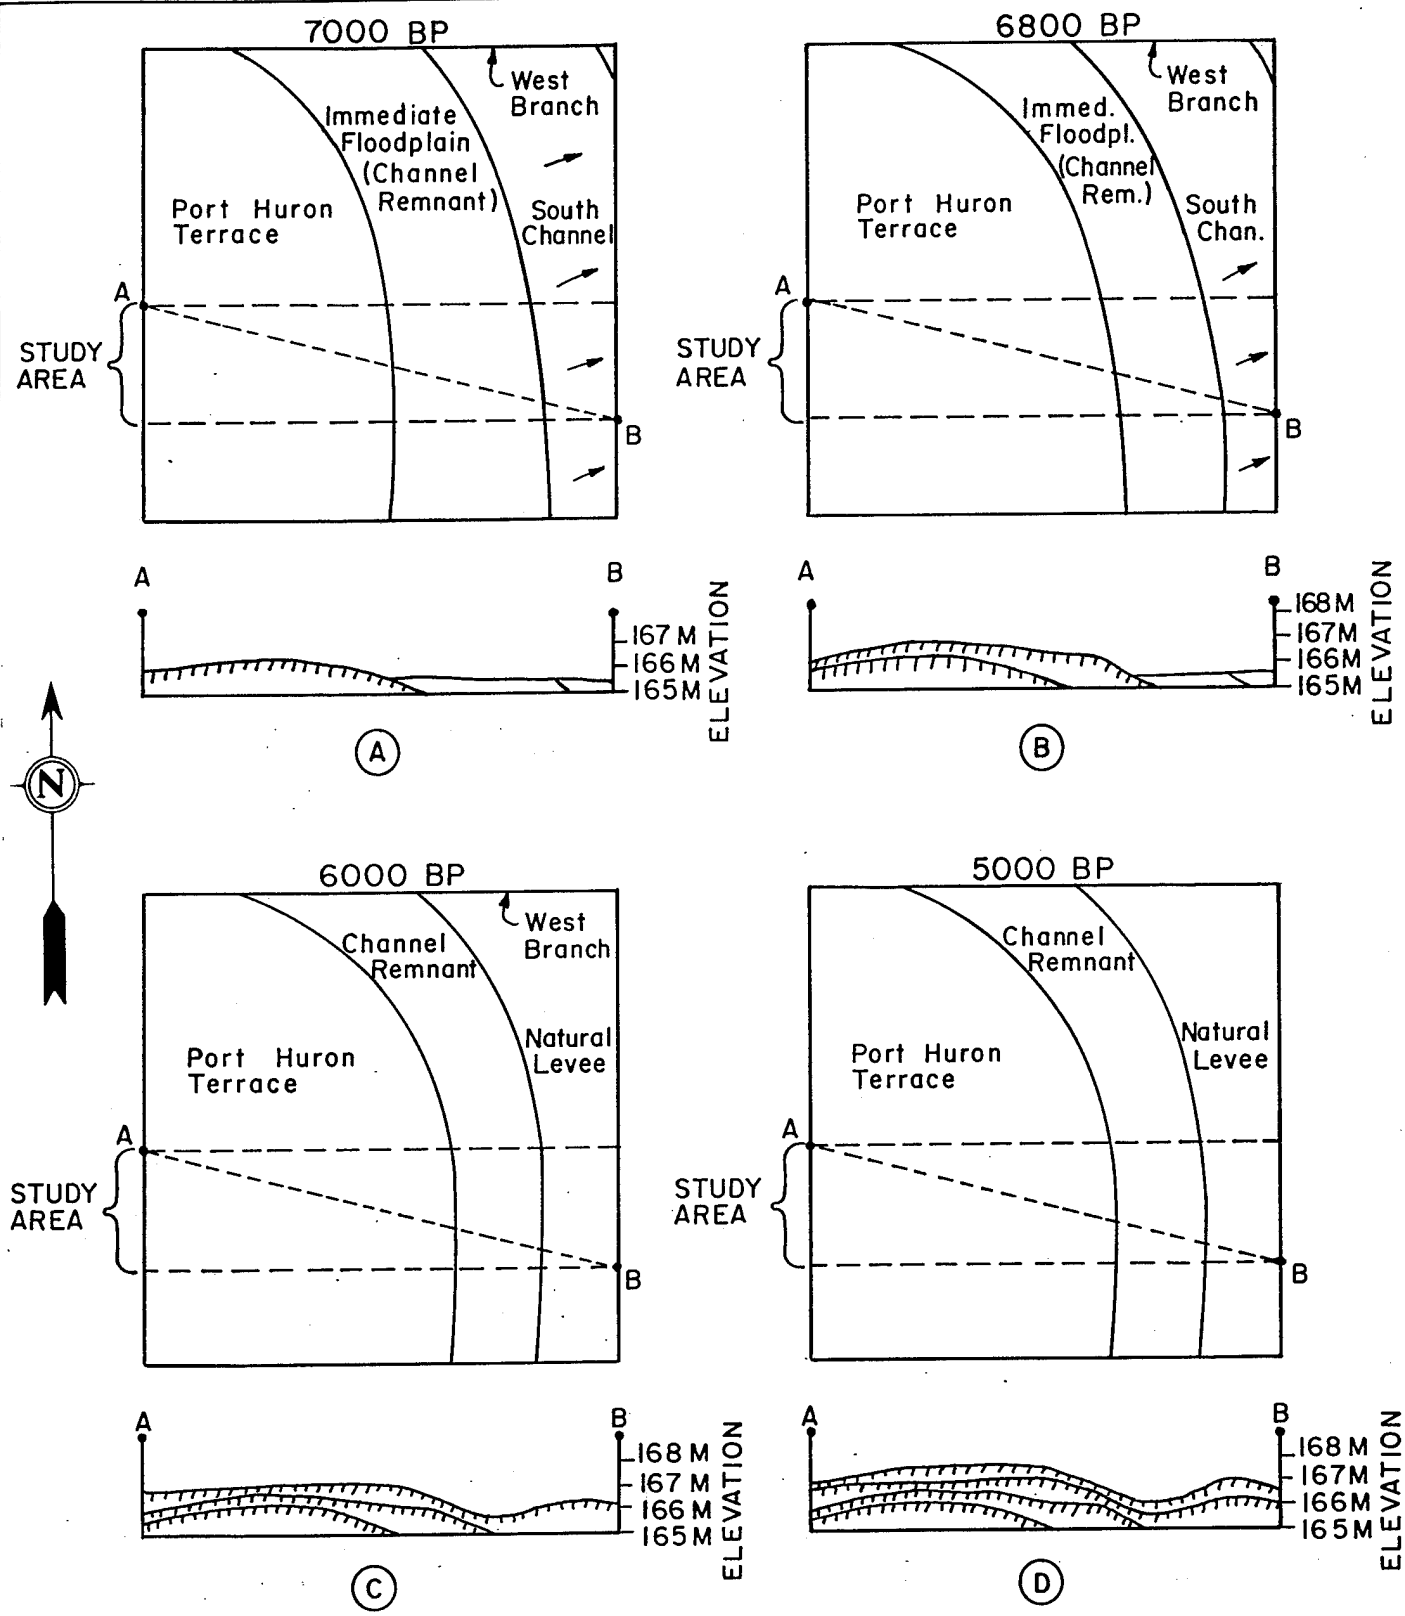 7000 BP
West
Branch
Immediate
Floodplain
(Channel
Remnant)
Port Huron
Terrace
South
Channel
A
STUDY
AREA
B
A
B
167 M
166 M
165 M
ELEVATION
A
6800 BP
West
Branch
Immed.
Floodpl.
(Channel
Rem.)
Port Huron
Terrace
South
Chan.
A
STUDY
AREA
B
A
B
168 M
167 M
166 M
165 M
ELEVATION
B
N
6000 BP
West
Branch
Channel
Remnant
Natural
Levee
Port Huron
Terrace
A
STUDY
AREA
B
A
B
168 M
167 M
166 M
165 M
ELEVATION
C
5000 BP
Channel
Remnant
Natural
Levee
Port Huron
Terrace
A
STUDY
AREA
B
A
B
168 M
167 M
166 M
165 M
ELEVATION
D